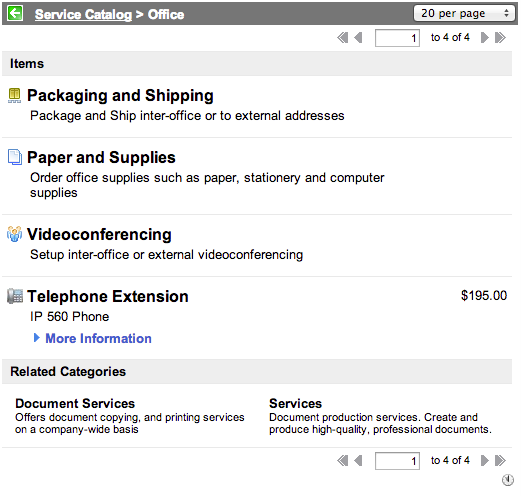 Service Catalog > Office
20 per page
1 to 4 of 4
Items
Packaging and Shipping
Package and Ship inter-office or to external addresses
Paper and Supplies
Order office supplies such as paper, stationery and computer
supplies
Videoconferencing
Setup inter-office or external videoconferencing
Telephone Extension
$195.00
IP 560 Phone
More Information
Related Categories
Document Services
Offers document copying, and printing services
on a company-wide basis
Services
Document production services. Create and
produce high-quality, professional documents.
1 to 4 of 4